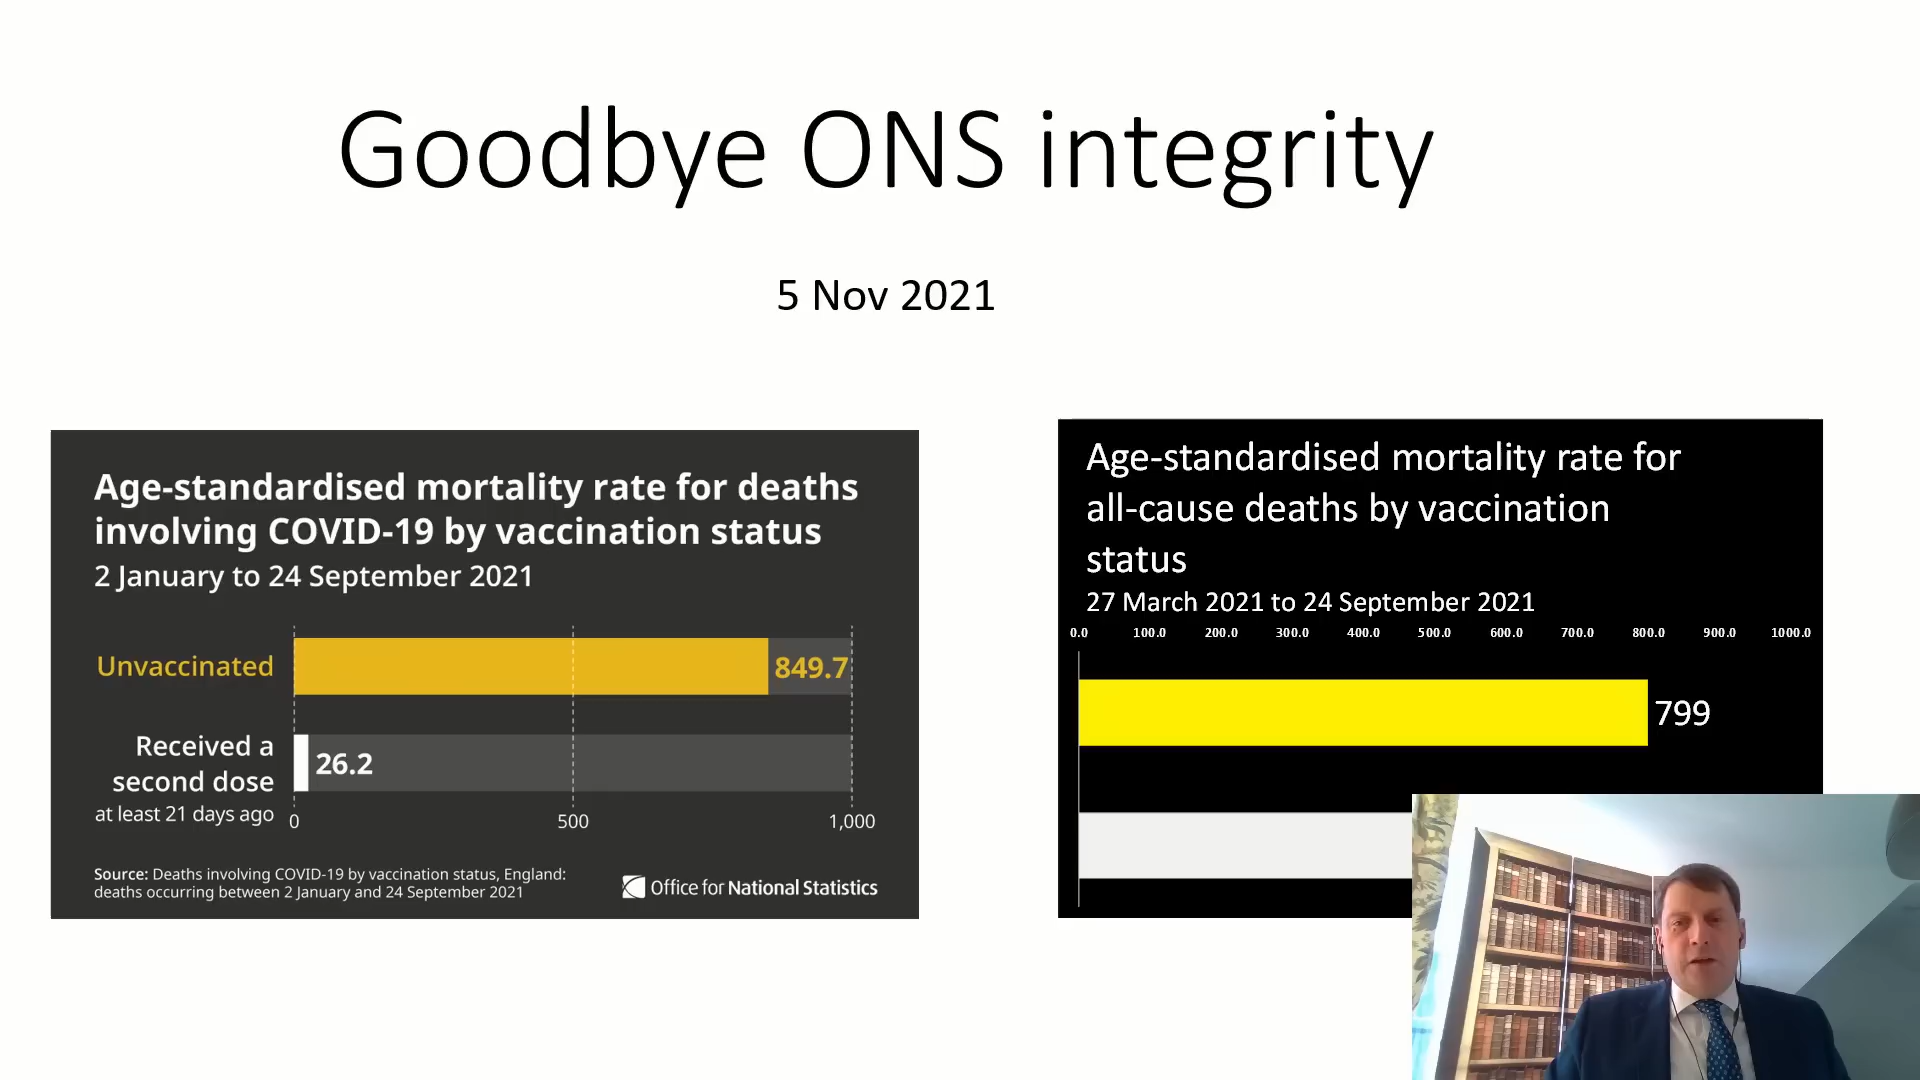 Goodbye ONS integrity
5 Nov 2021
Age-standardised mortality rate for deaths
involving COVID-19 by vaccination status
2 January to 24 September 2021
Unvaccinated
849.7
Received a
second dose
at least 21 days ago
26.2
0 500 1,000
Source: Deaths involving COVID-19 by vaccination status, England:
deaths occurring between 2 January and 24 September 2021
Office for National Statistics
Age-standardised mortality rate for
all-cause deaths by vaccination
status
27 March 2021 to 24 September 2021
0.0 100.0 200.0 300.0 400.0 500.0 600.0 700.0 800.0 900.0 1000.0
799